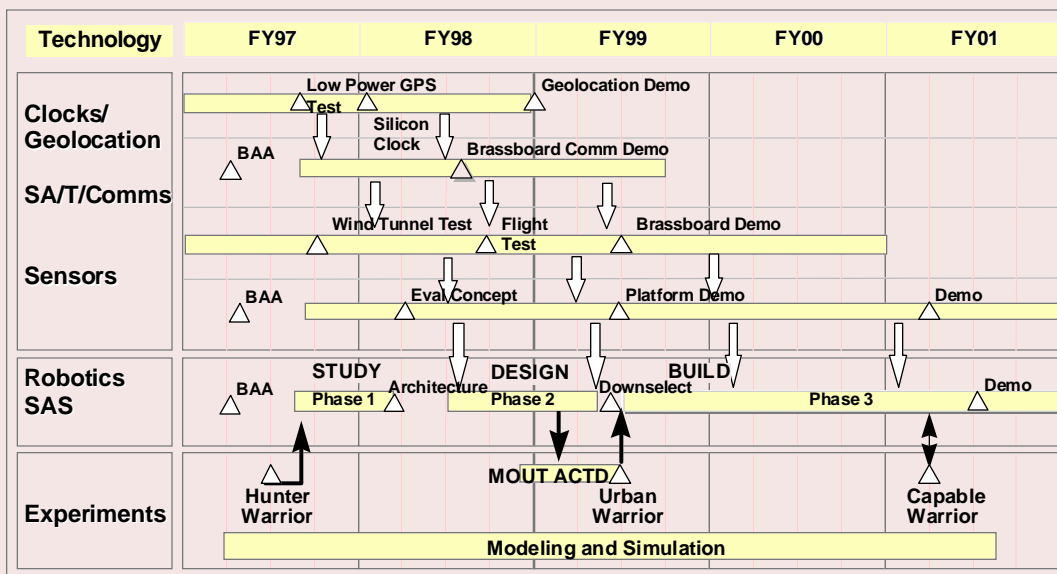 Technology
FY97
FY98
FY99
FY00
FY01
Clocks/
Geolocation
Low Power GPS
Test
Geolocation Demo
Silicon
Clock
SA/T/Comms
BAA
Brassboard Comm Demo
Wind Tunnel Test
Flight
Test
Brassboard Demo
Sensors
BAA
Eval Concept
Platform Demo
Demo
Robotics
SAS
BAA
STUDY
Phase 1
Architecture
DESIGN
Phase 2
Downselect
BUILD
Phase 3
Demo
Experiments
Hunter
Warrior
MOUT ACTD
Urban
Warrior
Capable
Warrior
Modeling and Simulation